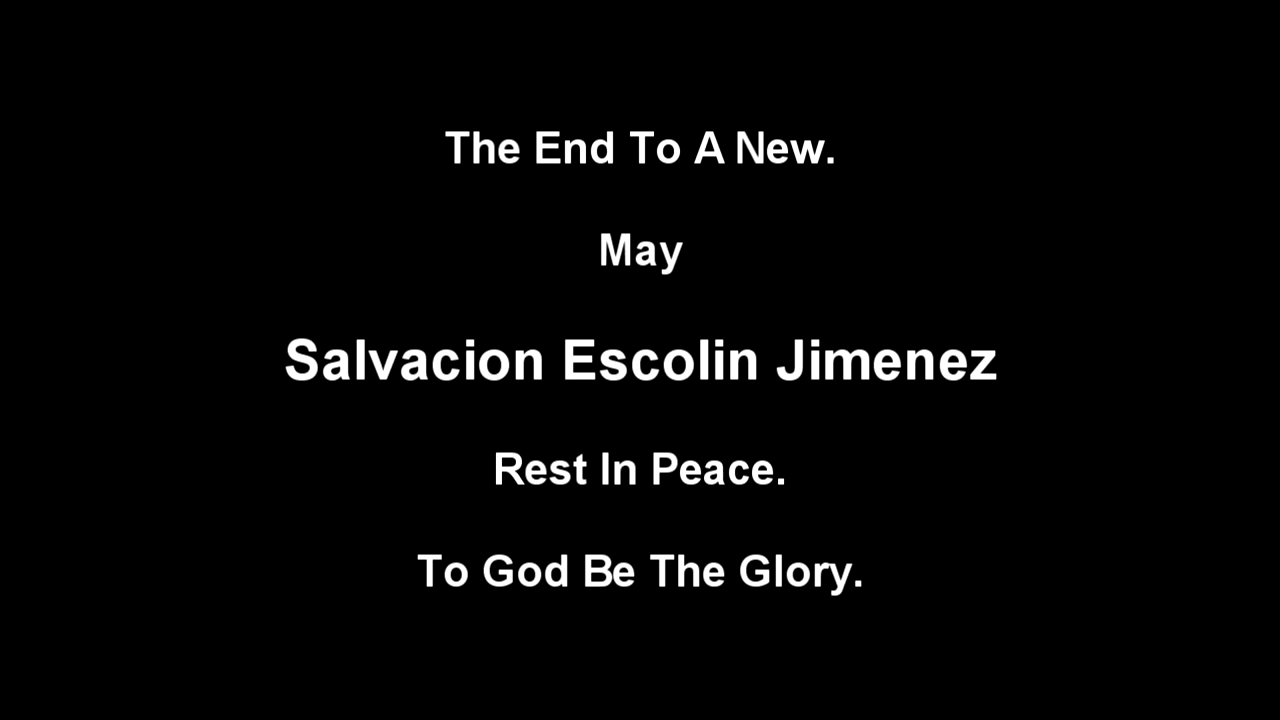 The End To A New.
May
Salvacion Escolin Jimenez
Rest In Peace.
To God Be The Glory.